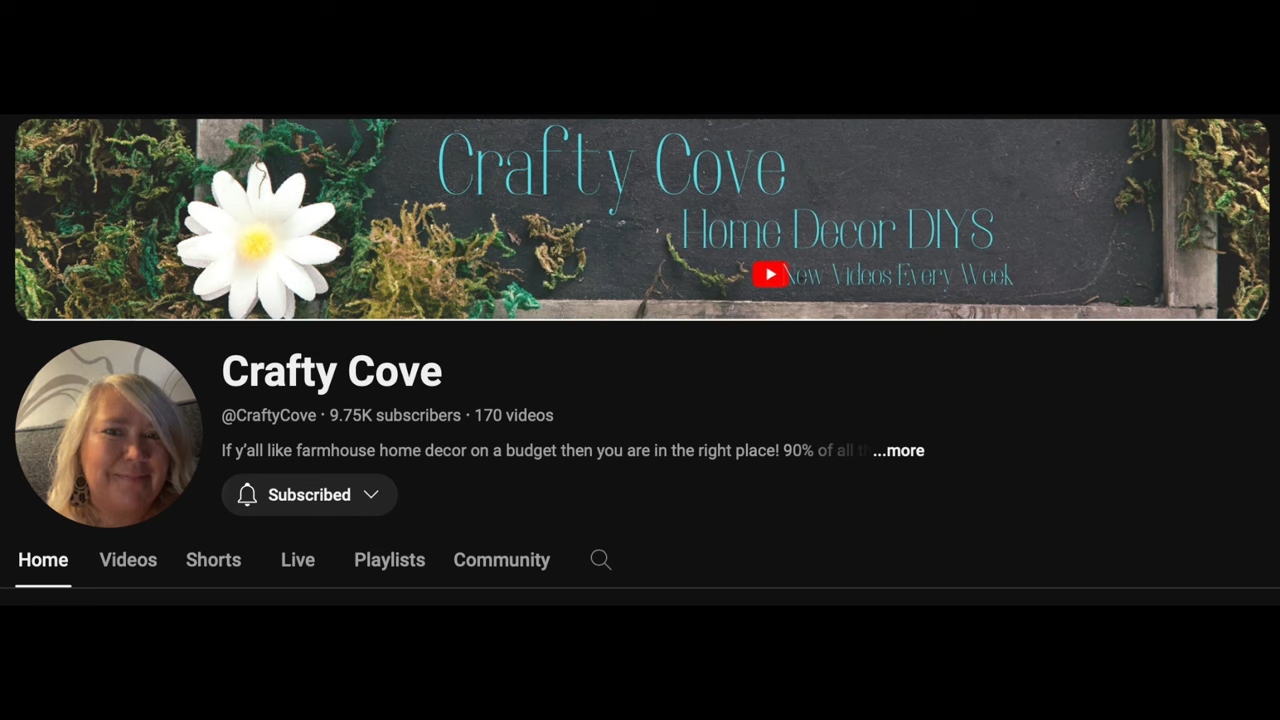 Crafty Cove
Home Decor DIYS
New Videos Every Week
Crafty Cove
@CraftyCove · 9.75K subscribers · 170 videos
If y’all like farmhouse home decor on a budget then you are in the right place! 90% of all ...more
Subscribed
Home Videos Shorts Live Playlists Community